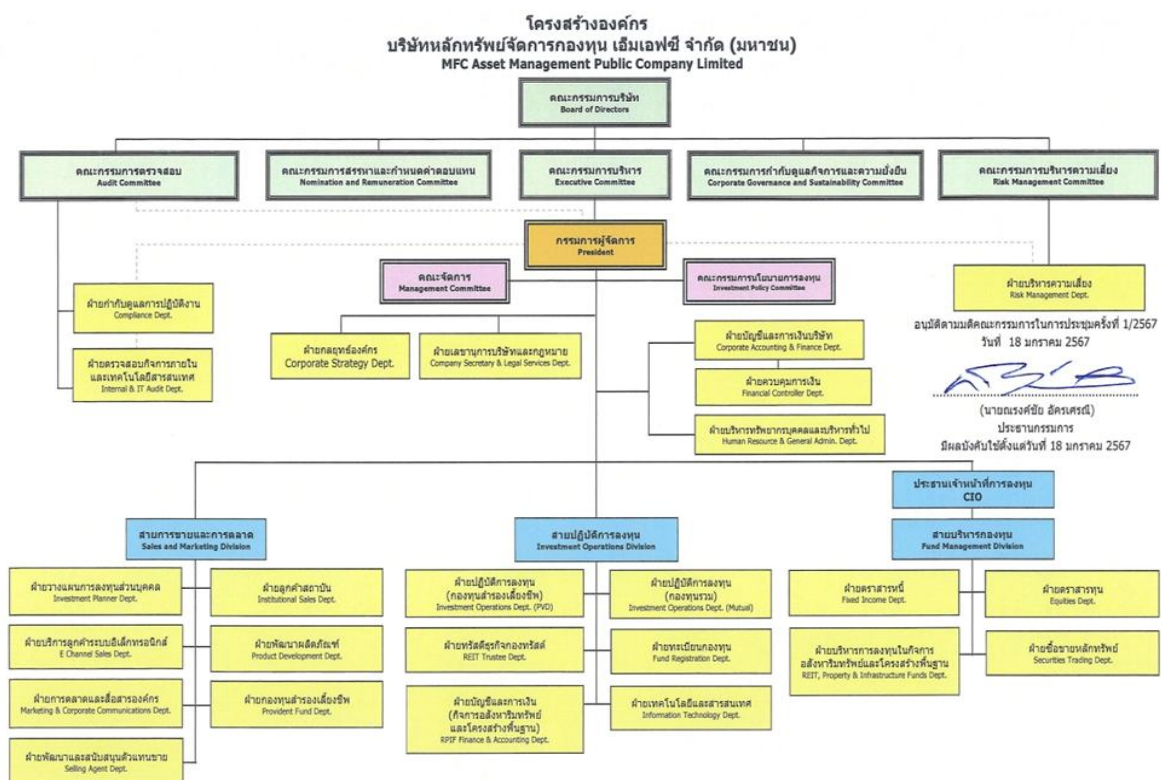 โครงสร้างองค์กร
บริษัทหลักทรัพย์จัดการกองทุน เอ็มเอฟซี จำกัด (มหาชน)
MFC Asset Management Public Company Limited
คณะกรรมการบริษัท
Board of Directors
คณะกรรมการตรวจสอบ
Audit Committee
คณะกรรมการสรรหาและกำหนดค่าตอบแทน
Nomination and Remuneration Committee
คณะกรรมการบริหาร
Executive Committee
คณะกรรมการกำกับดูแลกิจการและความยั่งยืน
Corporate Governance and Sustainability Committee
คณะกรรมการบริหารความเสี่ยง
Risk Management Committee
กรรมการผู้จัดการ
President
คณะจัดการ
Management Committee
คณะกรรมการนโยบายการลงทุน
Investment Policy Committee
ฝ่ายกำกับดูแลการปฏิบัติงาน
Compliance Dept.
ฝ่ายตรวจสอบกิจการภายใน
และเทคโนโลยีสารสนเทศ
Internal & IT Audit Dept.
ฝ่ายบริหารความเสี่ยง
Risk Management Dept.
อนุมัติตามมติคณะกรรมการในการประชุมครั้งที่ 1/2567
วันที่ 18 มกราคม 2567
(นายณรงค์ชัย อัครเศรณี)
ประธานกรรมการ
มีผลบังคับใช้ตั้งแต่วันที่ 18 มกราคม 2567
ฝ่ายกลยุทธ์องค์กร
Corporate Strategy Dept.
ฝ่ายเลขานุการบริษัทและกฎหมาย
Company Secretary & Legal Services Dept.
ฝ่ายบัญชีและการเงินบริษัท
Corporate Accounting & Finance Dept.
ฝ่ายควบคุมการเงิน
Financial Controller Dept.
ฝ่ายบริหารทรัพยากรบุคคลและบริหารทั่วไป
Human Resource & General Admin. Dept.
สายการขายและการตลาด
Sales and Marketing Division
ฝ่ายวางแผนการลงทุนส่วนบุคคล
Investment Planner Dept.
ฝ่ายลูกค้าสถาบัน
Institutional Sales Dept.
ฝ่ายบริการลูกค้าระบบอิเล็กทรอนิกส์
E Channel Sales Dept.
ฝ่ายพัฒนาผลิตภัณฑ์
Product Development Dept.
ฝ่ายการตลาดและสื่อสารองค์กร
Marketing & Corporate Communications Dept.
ฝ่ายกองทุนสำรองเลี้ยงชีพ
Provident Fund Dept.
ฝ่ายพัฒนาและสนับสนุนตัวแทนขาย
Selling Agent Dept.
สายปฏิบัติการลงทุน
Investment Operations Division
ฝ่ายปฏิบัติการลงทุน
(กองทุนสำรองเลี้ยงชีพ)
Investment Operations Dept. (PVD)
ฝ่ายปฏิบัติการลงทุน
(กองทุนรวม)
Investment Operations Dept. (Mutual)
ฝ่ายทรัสตีธุรกิจกองทรัสต์
REIT Trustee Dept.
ฝ่ายทะเบียนกองทุน
Fund Registration Dept.
ฝ่ายบัญชีและการเงิน
(กิจการอสังหาริมทรัพย์
และโครงสร้างพื้นฐาน)
RPIF Finance & Accounting Dept.
ฝ่ายเทคโนโลยีและสารสนเทศ
Information Technology Dept.
ประธานเจ้าหน้าที่การลงทุน
CIO
สายบริหารกองทุน
Fund Management Division
ฝ่ายตราสารหนี้
Fixed Income Dept.
ฝ่ายตราสารทุน
Equities Dept.
ฝ่ายบริหารการลงทุนในกิจการ
อสังหาริมทรัพย์และโครงสร้างพื้นฐาน
REIT, Property & Infrastructure Funds Dept.
ฝ่ายซื้อขายหลักทรัพย์
Securities Trading Dept.